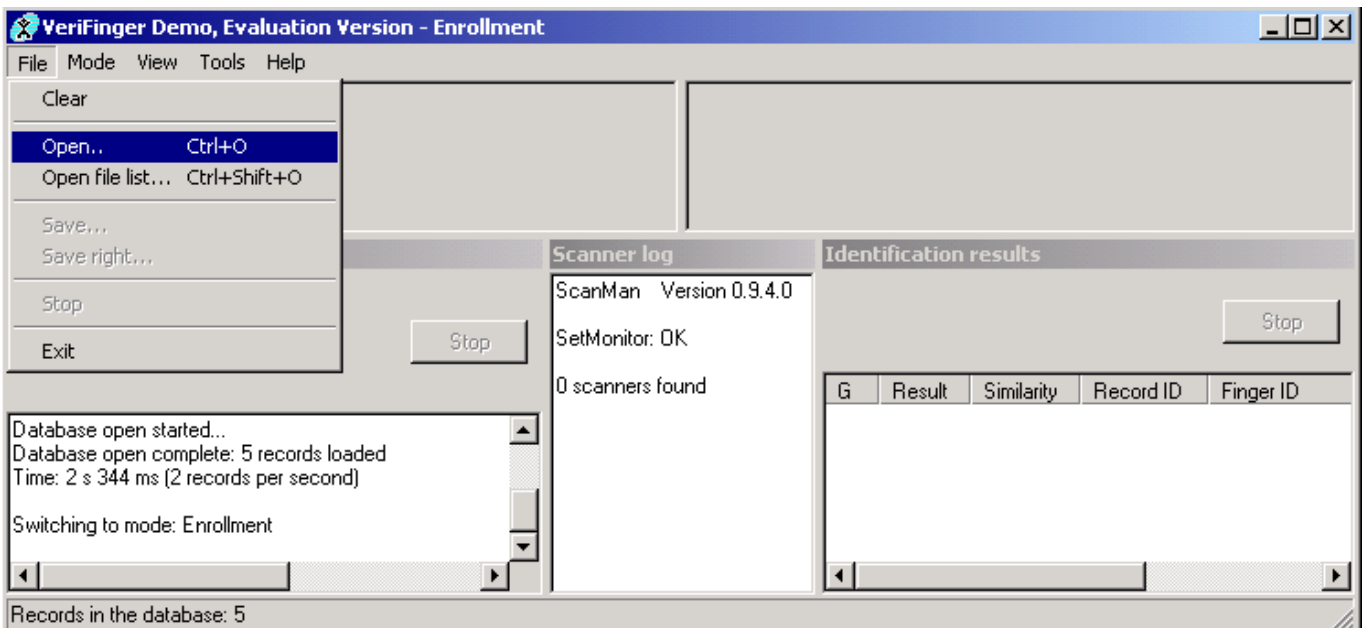 VeriFinger Demo, Evaluation Version - Enrollment
File Mode View Tools Help
Clear
Open.. Ctrl+O
Open file list... Ctrl+Shift+O
Save...
Save right...
Stop
Exit
Stop
Database open started...
Database open complete: 5 records loaded
Time: 2 s 344 ms (2 records per second)
Switching to mode: Enrollment
Scanner log
ScanMan Version 0.9.4.0
SetMonitor: OK
0 scanners found
Identification results
Stop
G Result Similarity Record ID Finger ID
Records in the database: 5